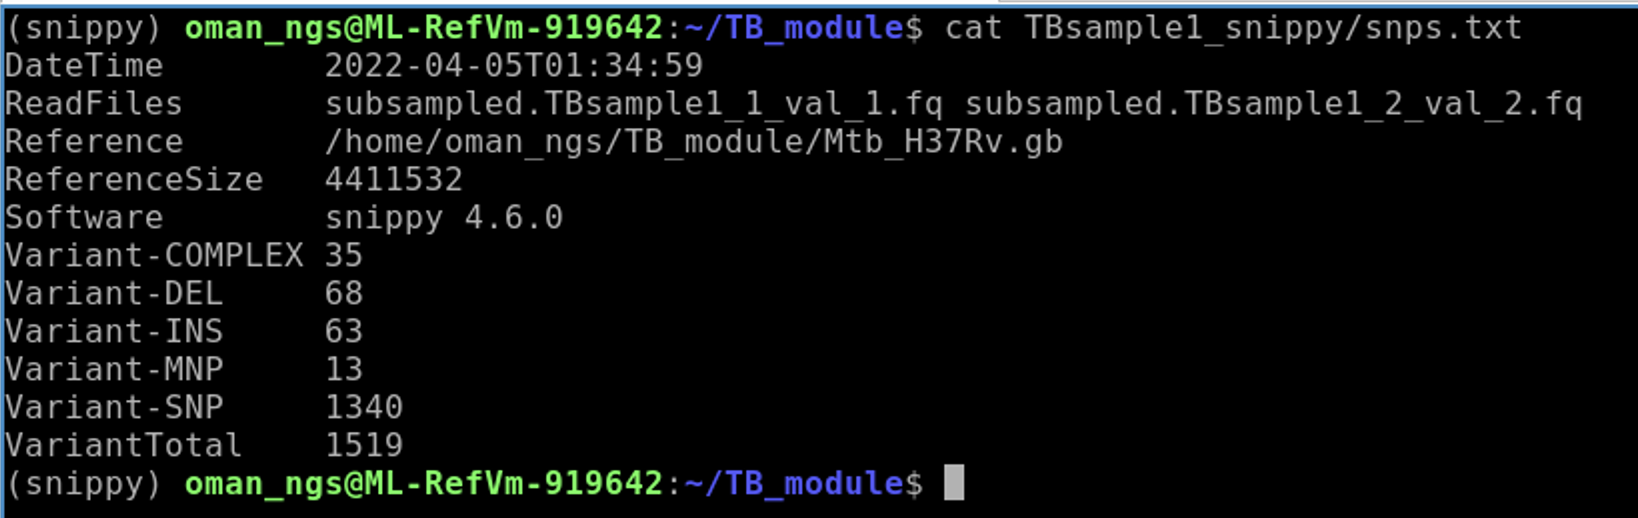 (snippy) oman_ngs@ML-RefVm-919642:~/TB_module$ cat TBsample1_snippy/snps.txt
DateTime        2022-04-05T01:34:59
ReadFiles       subsampled.TBsample1_1_val_1.fq subsampled.TBsample1_2_val_2.fq
Reference       /home/oman_ngs/TB_module/Mtb_H37Rv.gb
ReferenceSize   4411532
Software        snippy 4.6.0
Variant-COMPLEX 35
Variant-DEL     68
Variant-INS     63
Variant-MNP     13
Variant-SNP     1340
VariantTotal    1519
(snippy) oman_ngs@ML-RefVm-919642:~/TB_module$